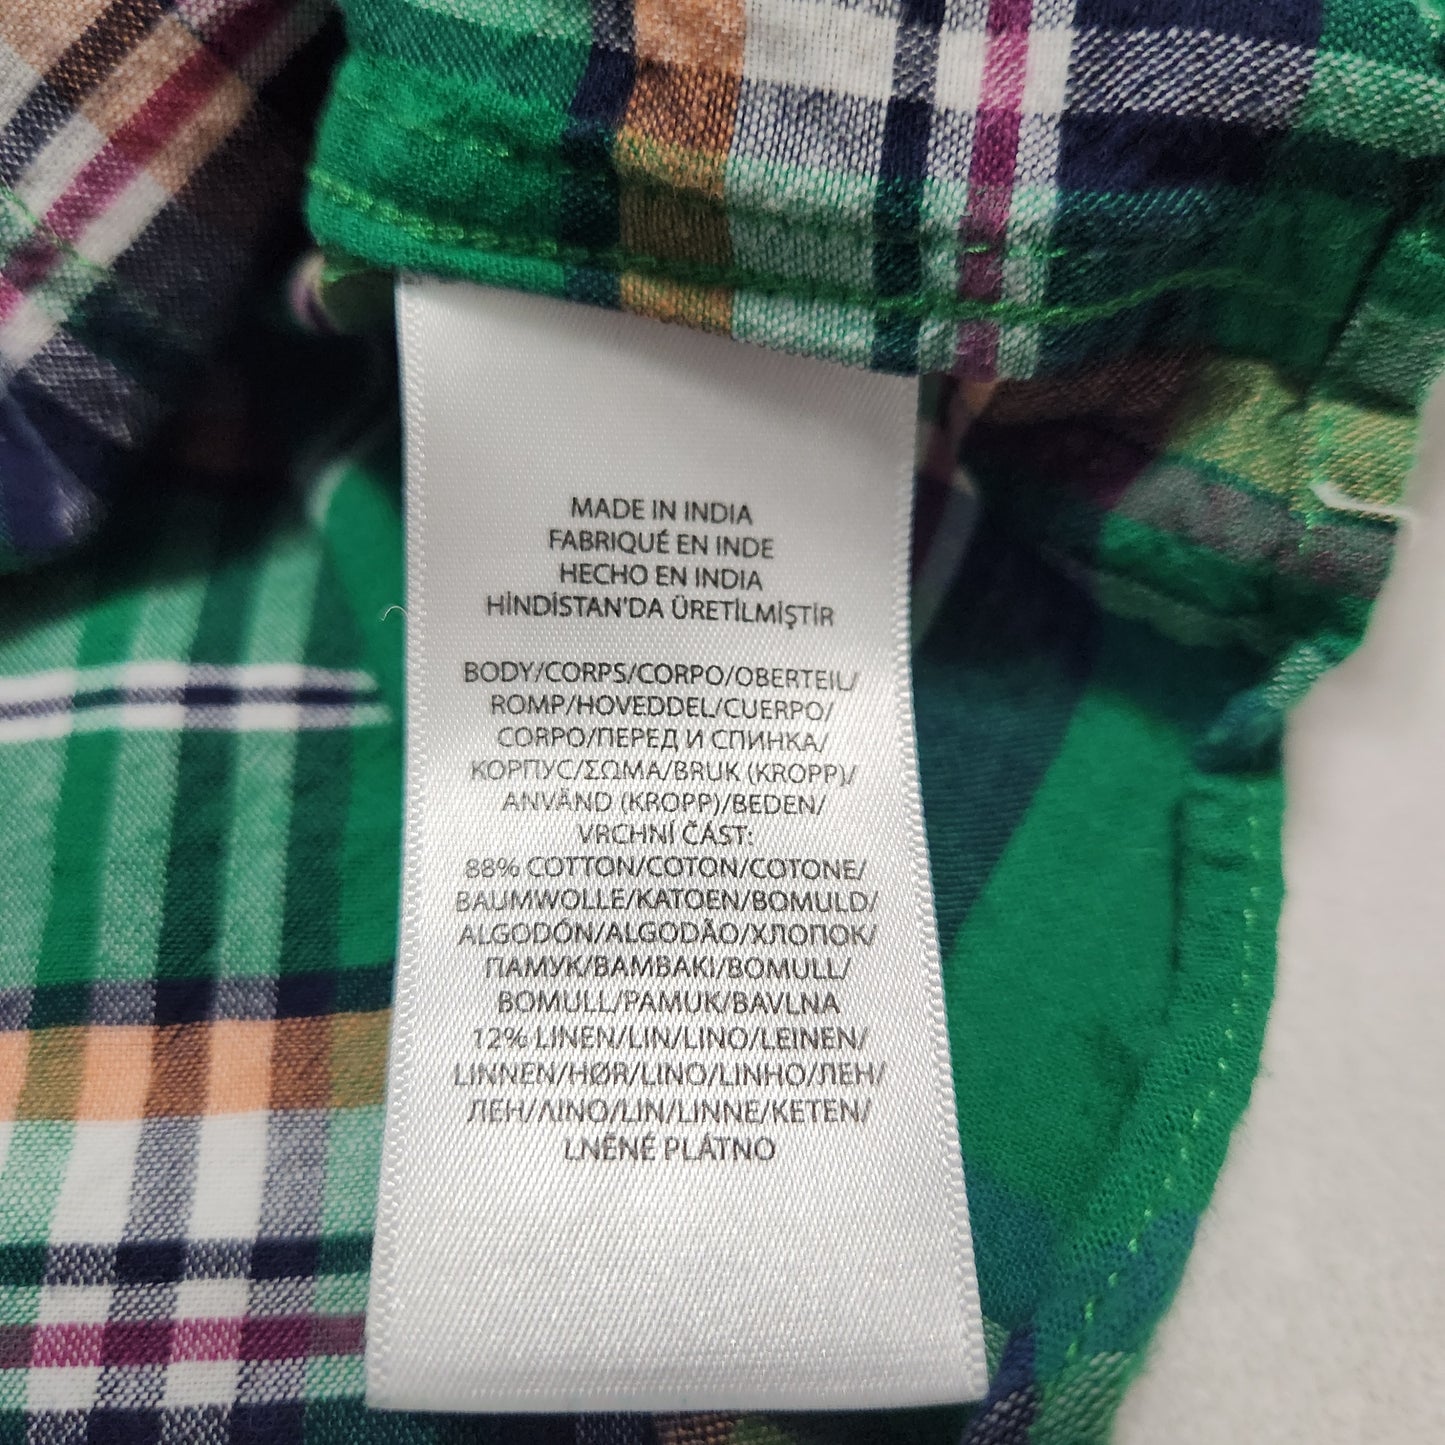 MADE IN INDIA
FABRIQUÉ EN INDE
HECHO EN INDIA
HİNDİSTAN'DA ÜRETİLMİŞTİR
BODY/CORPS/CORPO/OBERTEIL/
ROMP/HOVEDDEL/CUERPO/
CORPO/ПЕРЕД И СПИНКА/
КОРПУС/ΣΩΜΑ/BRUK (KROPP)/
ANVÄND (KROPP)/BEDEN/
VRCHNÍ ČÁST:
88% COTTON/COTON/COTONE/
BAUMWOLLE/KATOEN/BOMULD/
ALGODÓN/ALGODÃO/ХЛОПОК/
ПАМУК/ΒΑΜΒΑΚΙ/BOMULL/
BOMULL/PAMUK/BAVLNA
12% LINEN/LIN/LINO/LEINEN/
LINNEN/HØR/LINO/LINHO/ЛЕН/
ЛЕН/ΛΙΝΟ/LIN/LINNE/KETEN/
LNĚNÉ PLÁTNO